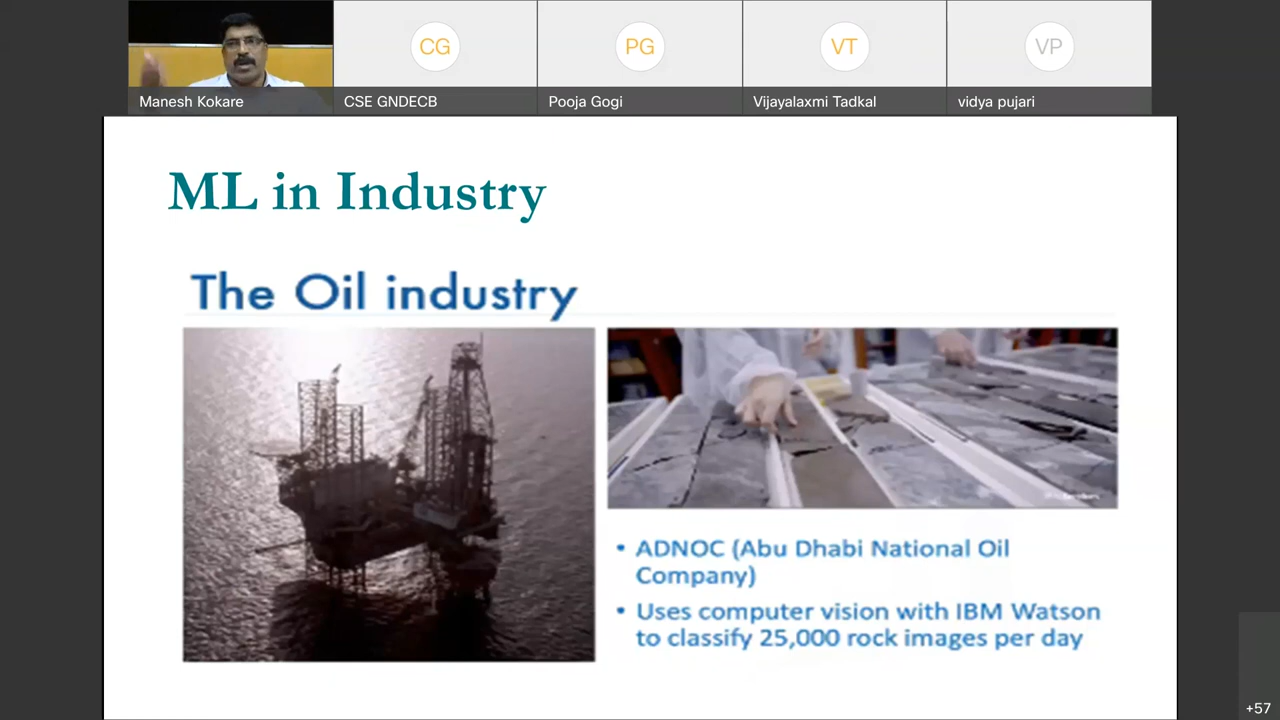 CG
PG
VT
VP
Manesh Kokare
CSE GNDECB
Pooja Gogi
Vijayalaxmi Tadkal
vidya pujari
ML in Industry
The Oil industry
• ADNOC (Abu Dhabi National Oil
Company)
• Uses computer vision with IBM Watson
to classify 25,000 rock images per day
+57